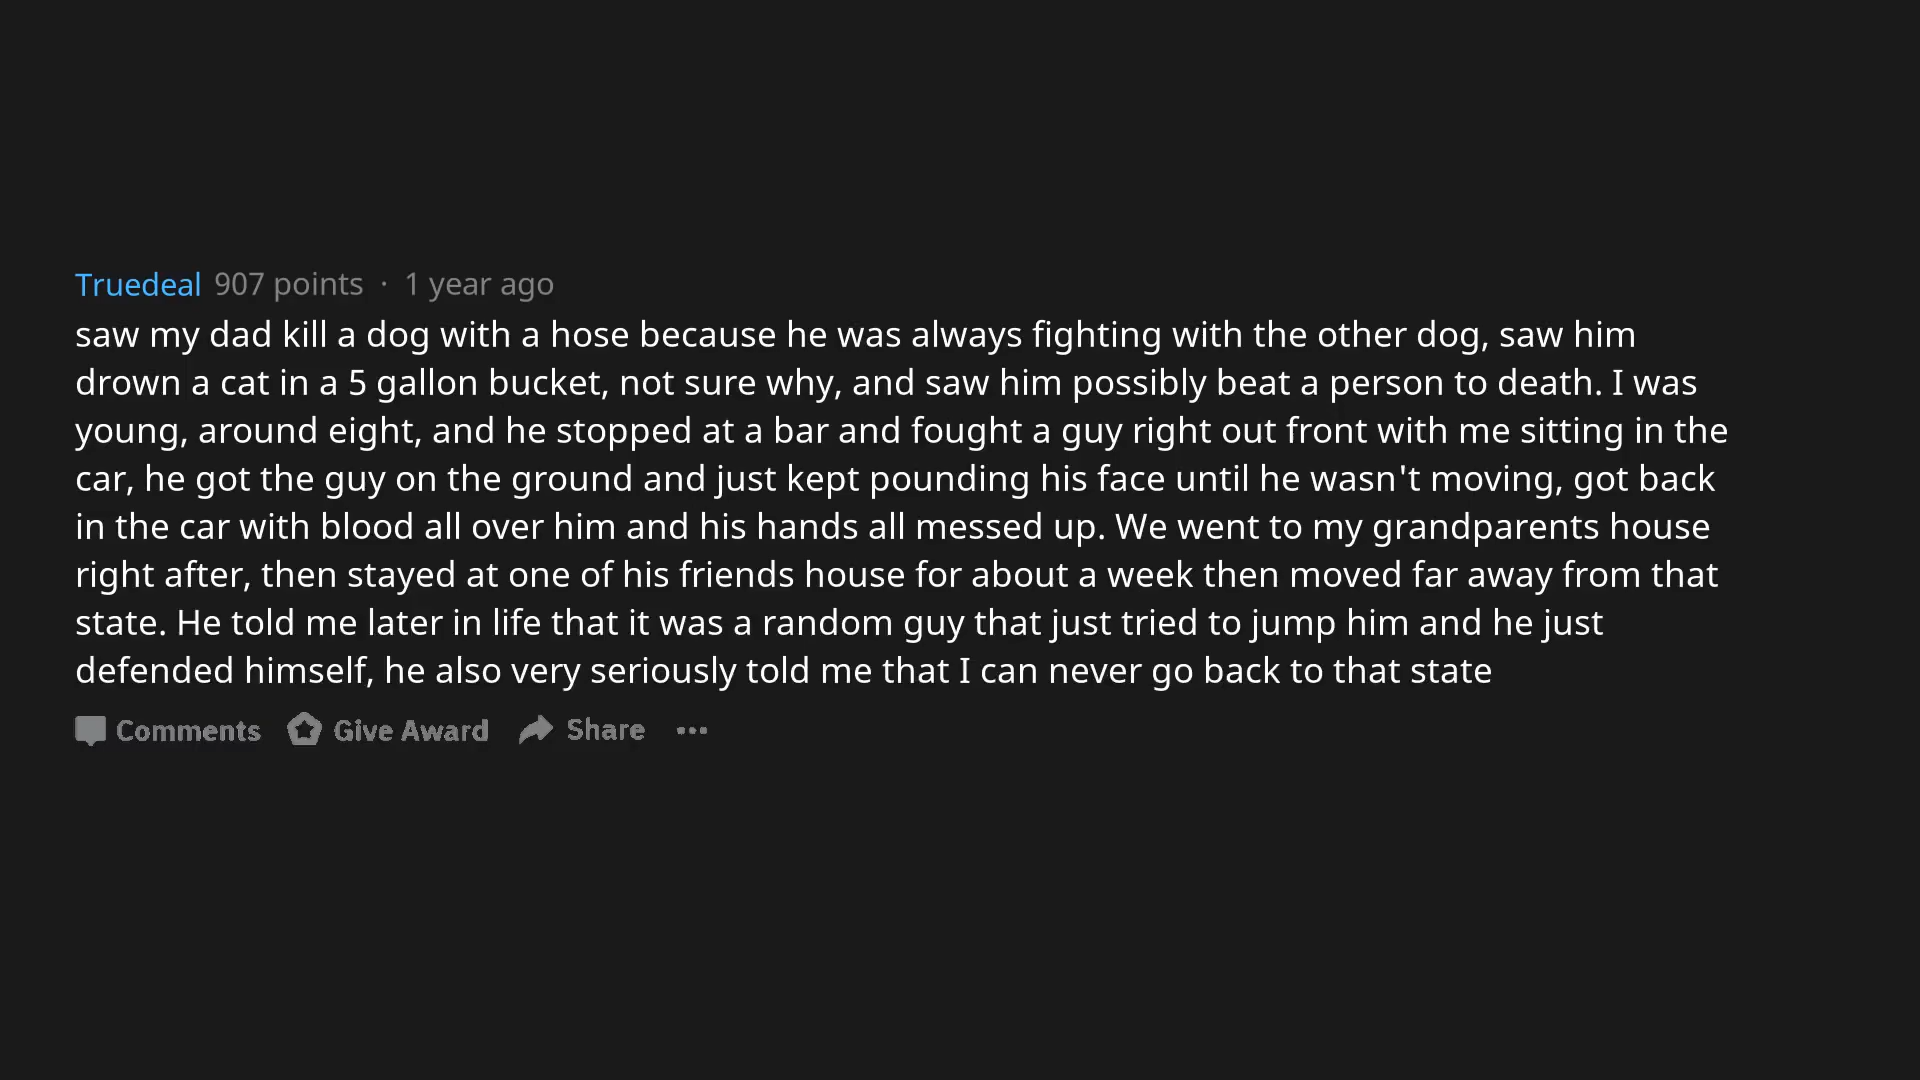 Truedeal 907 points · 1 year ago
saw my dad kill a dog with a hose because he was always fighting with the other dog, saw him
drown a cat in a 5 gallon bucket, not sure why, and saw him possibly beat a person to death. I was
young, around eight, and he stopped at a bar and fought a guy right out front with me sitting in the
car, he got the guy on the ground and just kept pounding his face until he wasn't moving, got back
in the car with blood all over him and his hands all messed up. We went to my grandparents house
right after, then stayed at one of his friends house for about a week then moved far away from that
state. He told me later in life that it was a random guy that just tried to jump him and he just
defended himself, he also very seriously told me that I can never go back to that state
Comments Give Award Share ...